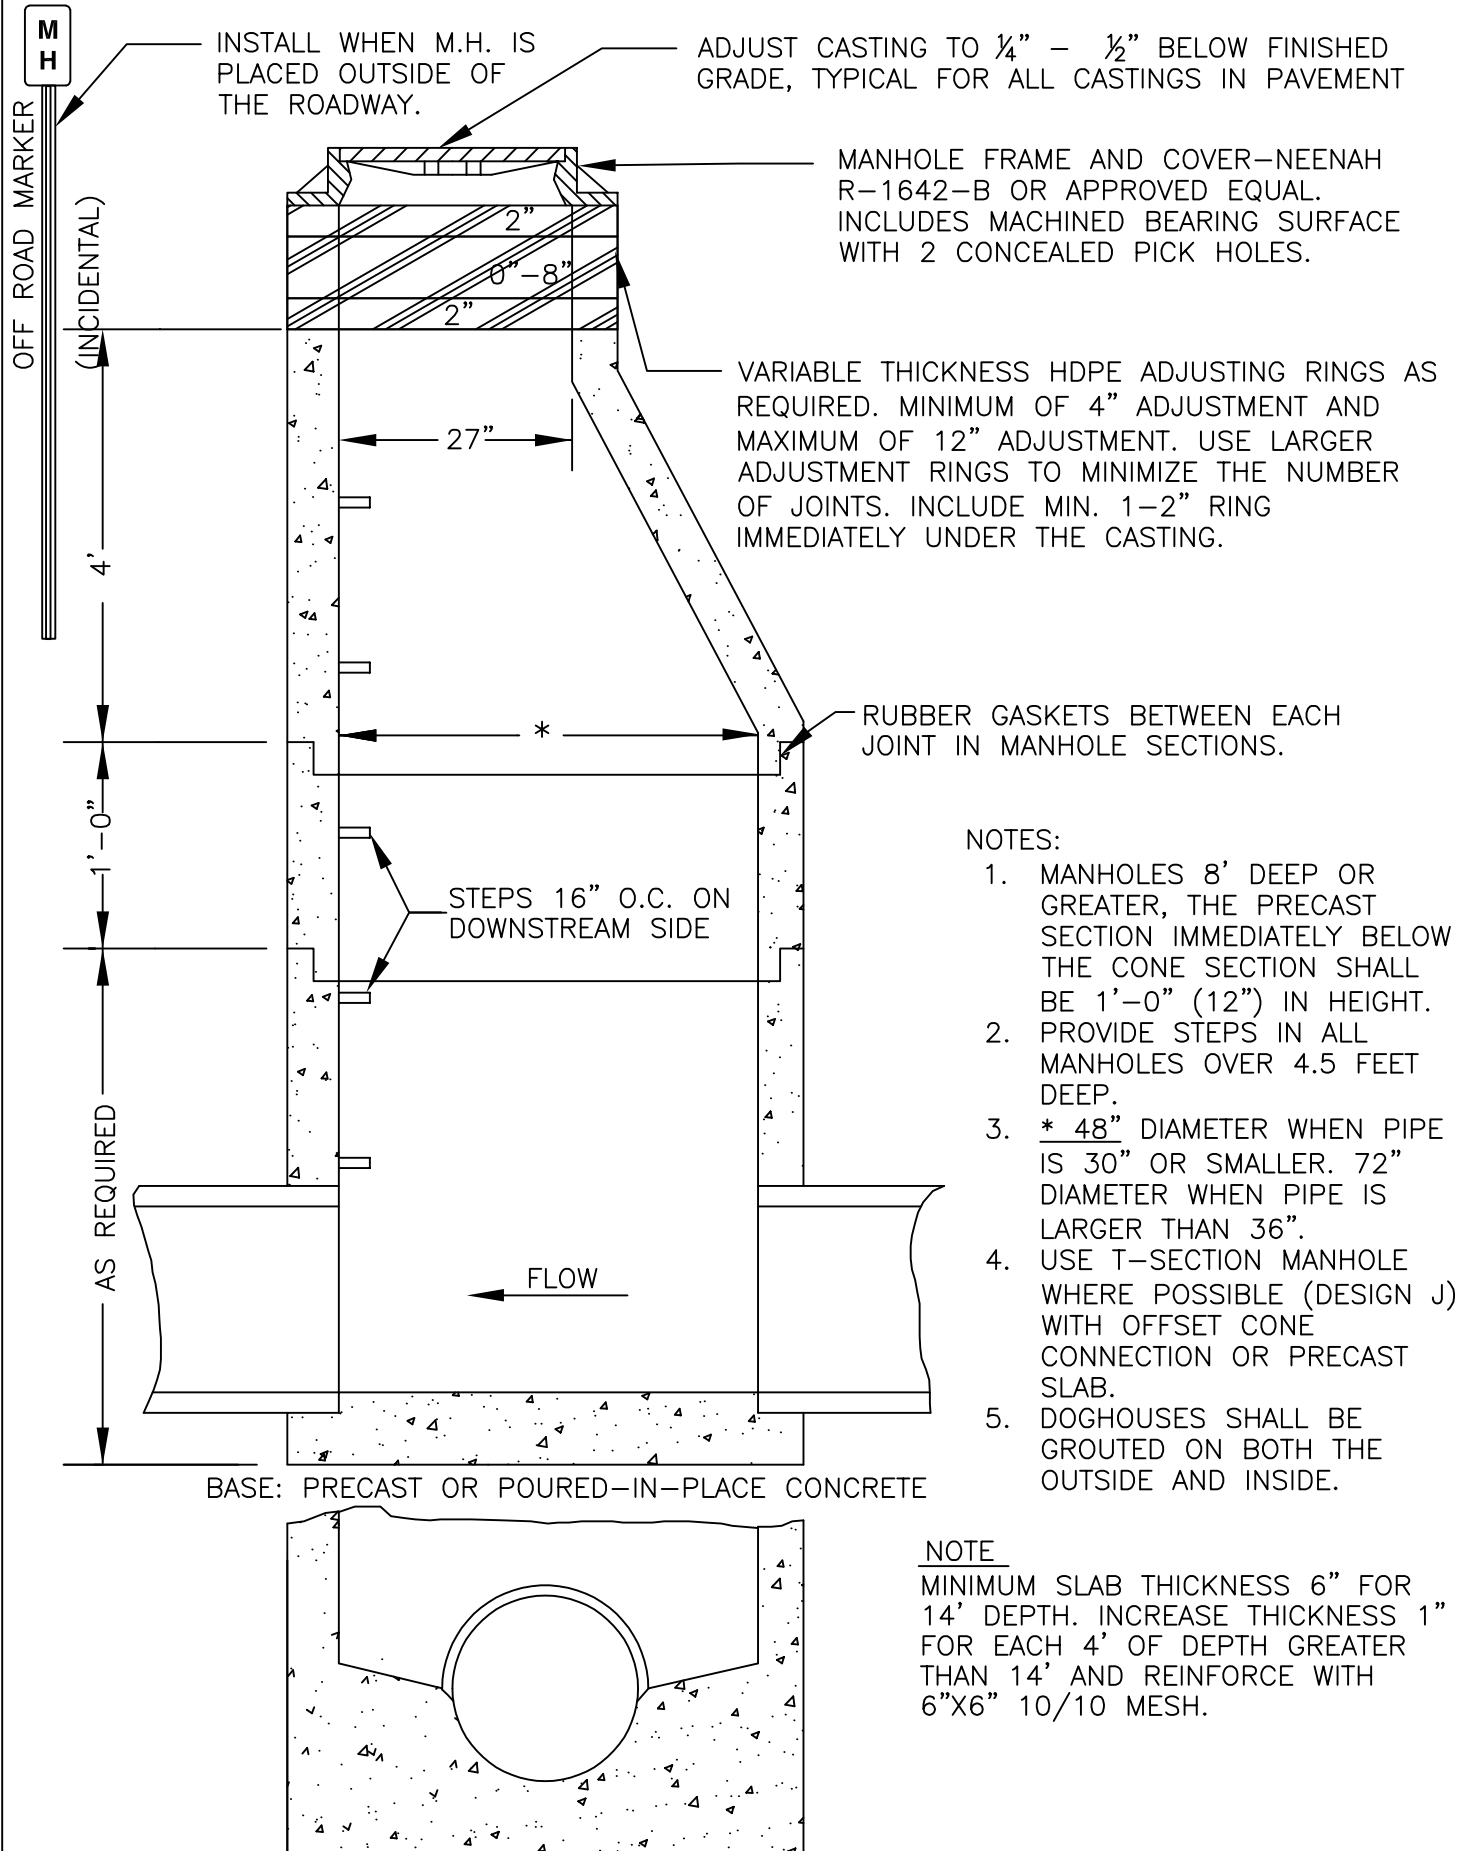 M
H
OFF ROAD MARKER
(INCIDENTAL)
INSTALL WHEN M.H. IS
PLACED OUTSIDE OF
THE ROADWAY.
ADJUST CASTING TO ¼” – ½” BELOW FINISHED
GRADE, TYPICAL FOR ALL CASTINGS IN PAVEMENT
MANHOLE FRAME AND COVER–NEENAH
R–1642–B OR APPROVED EQUAL.
INCLUDES MACHINED BEARING SURFACE
WITH 2 CONCEALED PICK HOLES.
2”
0”–8”
2”
VARIABLE THICKNESS HDPE ADJUSTING RINGS AS
REQUIRED. MINIMUM OF 4” ADJUSTMENT AND
MAXIMUM OF 12” ADJUSTMENT. USE LARGER
ADJUSTMENT RINGS TO MINIMIZE THE NUMBER
OF JOINTS. INCLUDE MIN. 1–2” RING
IMMEDIATELY UNDER THE CASTING.
27”
4’
*
RUBBER GASKETS BETWEEN EACH
JOINT IN MANHOLE SECTIONS.
1’–0”
STEPS 16” O.C. ON
DOWNSTREAM SIDE
AS REQUIRED
FLOW
BASE: PRECAST OR POURED–IN–PLACE CONCRETE
NOTES:
1. MANHOLES 8’ DEEP OR
GREATER, THE PRECAST
SECTION IMMEDIATELY BELOW
THE CONE SECTION SHALL
BE 1’–0” (12”) IN HEIGHT.
2. PROVIDE STEPS IN ALL
MANHOLES OVER 4.5 FEET
DEEP.
3. * 48” DIAMETER WHEN PIPE
IS 30” OR SMALLER. 72”
DIAMETER WHEN PIPE IS
LARGER THAN 36”.
4. USE T–SECTION MANHOLE
WHERE POSSIBLE (DESIGN J)
WITH OFFSET CONE
CONNECTION OR PRECAST
SLAB.
5. DOGHOUSES SHALL BE
GROUTED ON BOTH THE
OUTSIDE AND INSIDE.
NOTE
MINIMUM SLAB THICKNESS 6” FOR
14’ DEPTH. INCREASE THICKNESS 1”
FOR EACH 4’ OF DEPTH GREATER
THAN 14’ AND REINFORCE WITH
6”X6” 10/10 MESH.